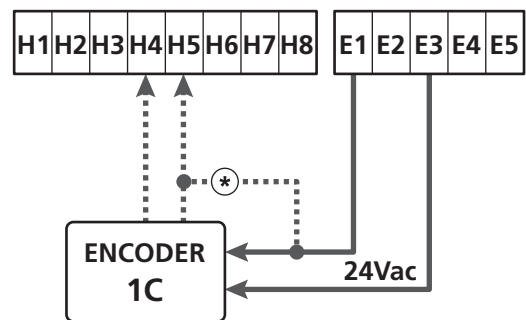 H1 H2 H3 H4 H5 H6 H7 H8 E1 E2 E3 E4 E5
*
ENCODER
1C
24Vac